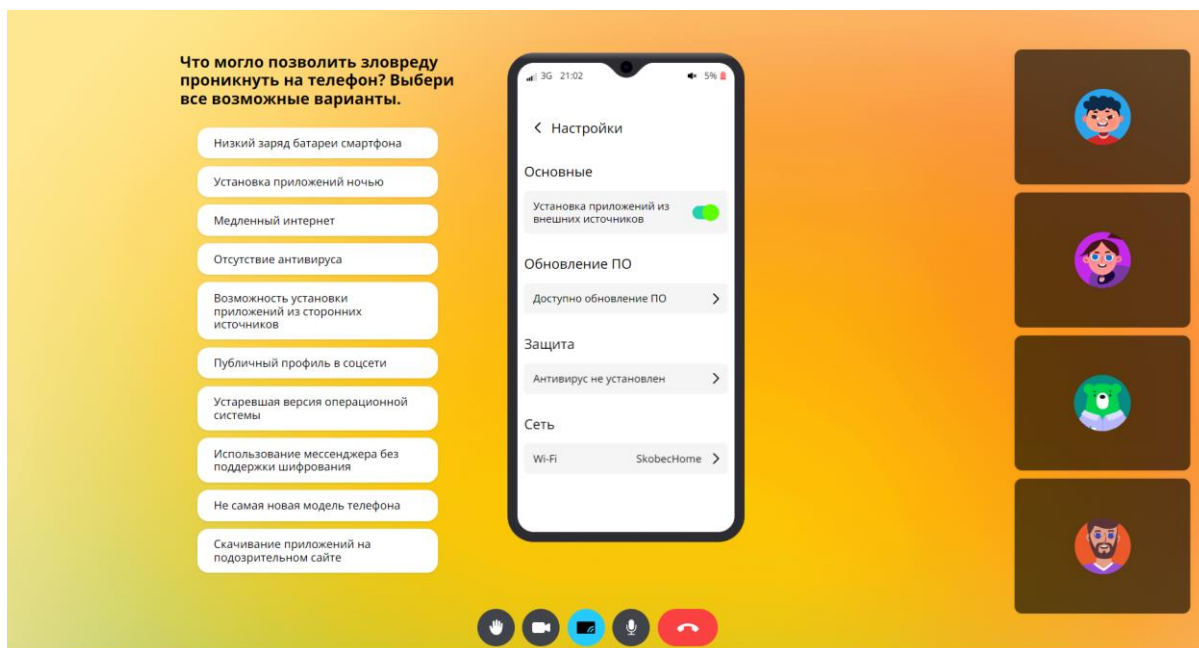 Что могло позволить зловреду
проникнуть на телефон? Выбери
все возможные варианты.
Низкий заряд батареи смартфона
Установка приложений ночью
Медленный интернет
Отсутствие антивируса
Возможность установки
приложений из сторонних
источников
Публичный профиль в соцсети
Устаревшая версия операционной
системы
Использование мессенджера без
поддержки шифрования
Не самая новая модель телефона
Скачивание приложений на
подозрительном сайте
3G 21:02 5%
Настройки
Основные
Установка приложений из
внешних источников
Обновление ПО
Доступно обновление ПО
Защита
Антивирус не установлен
Сеть
Wi-Fi SkobecHome